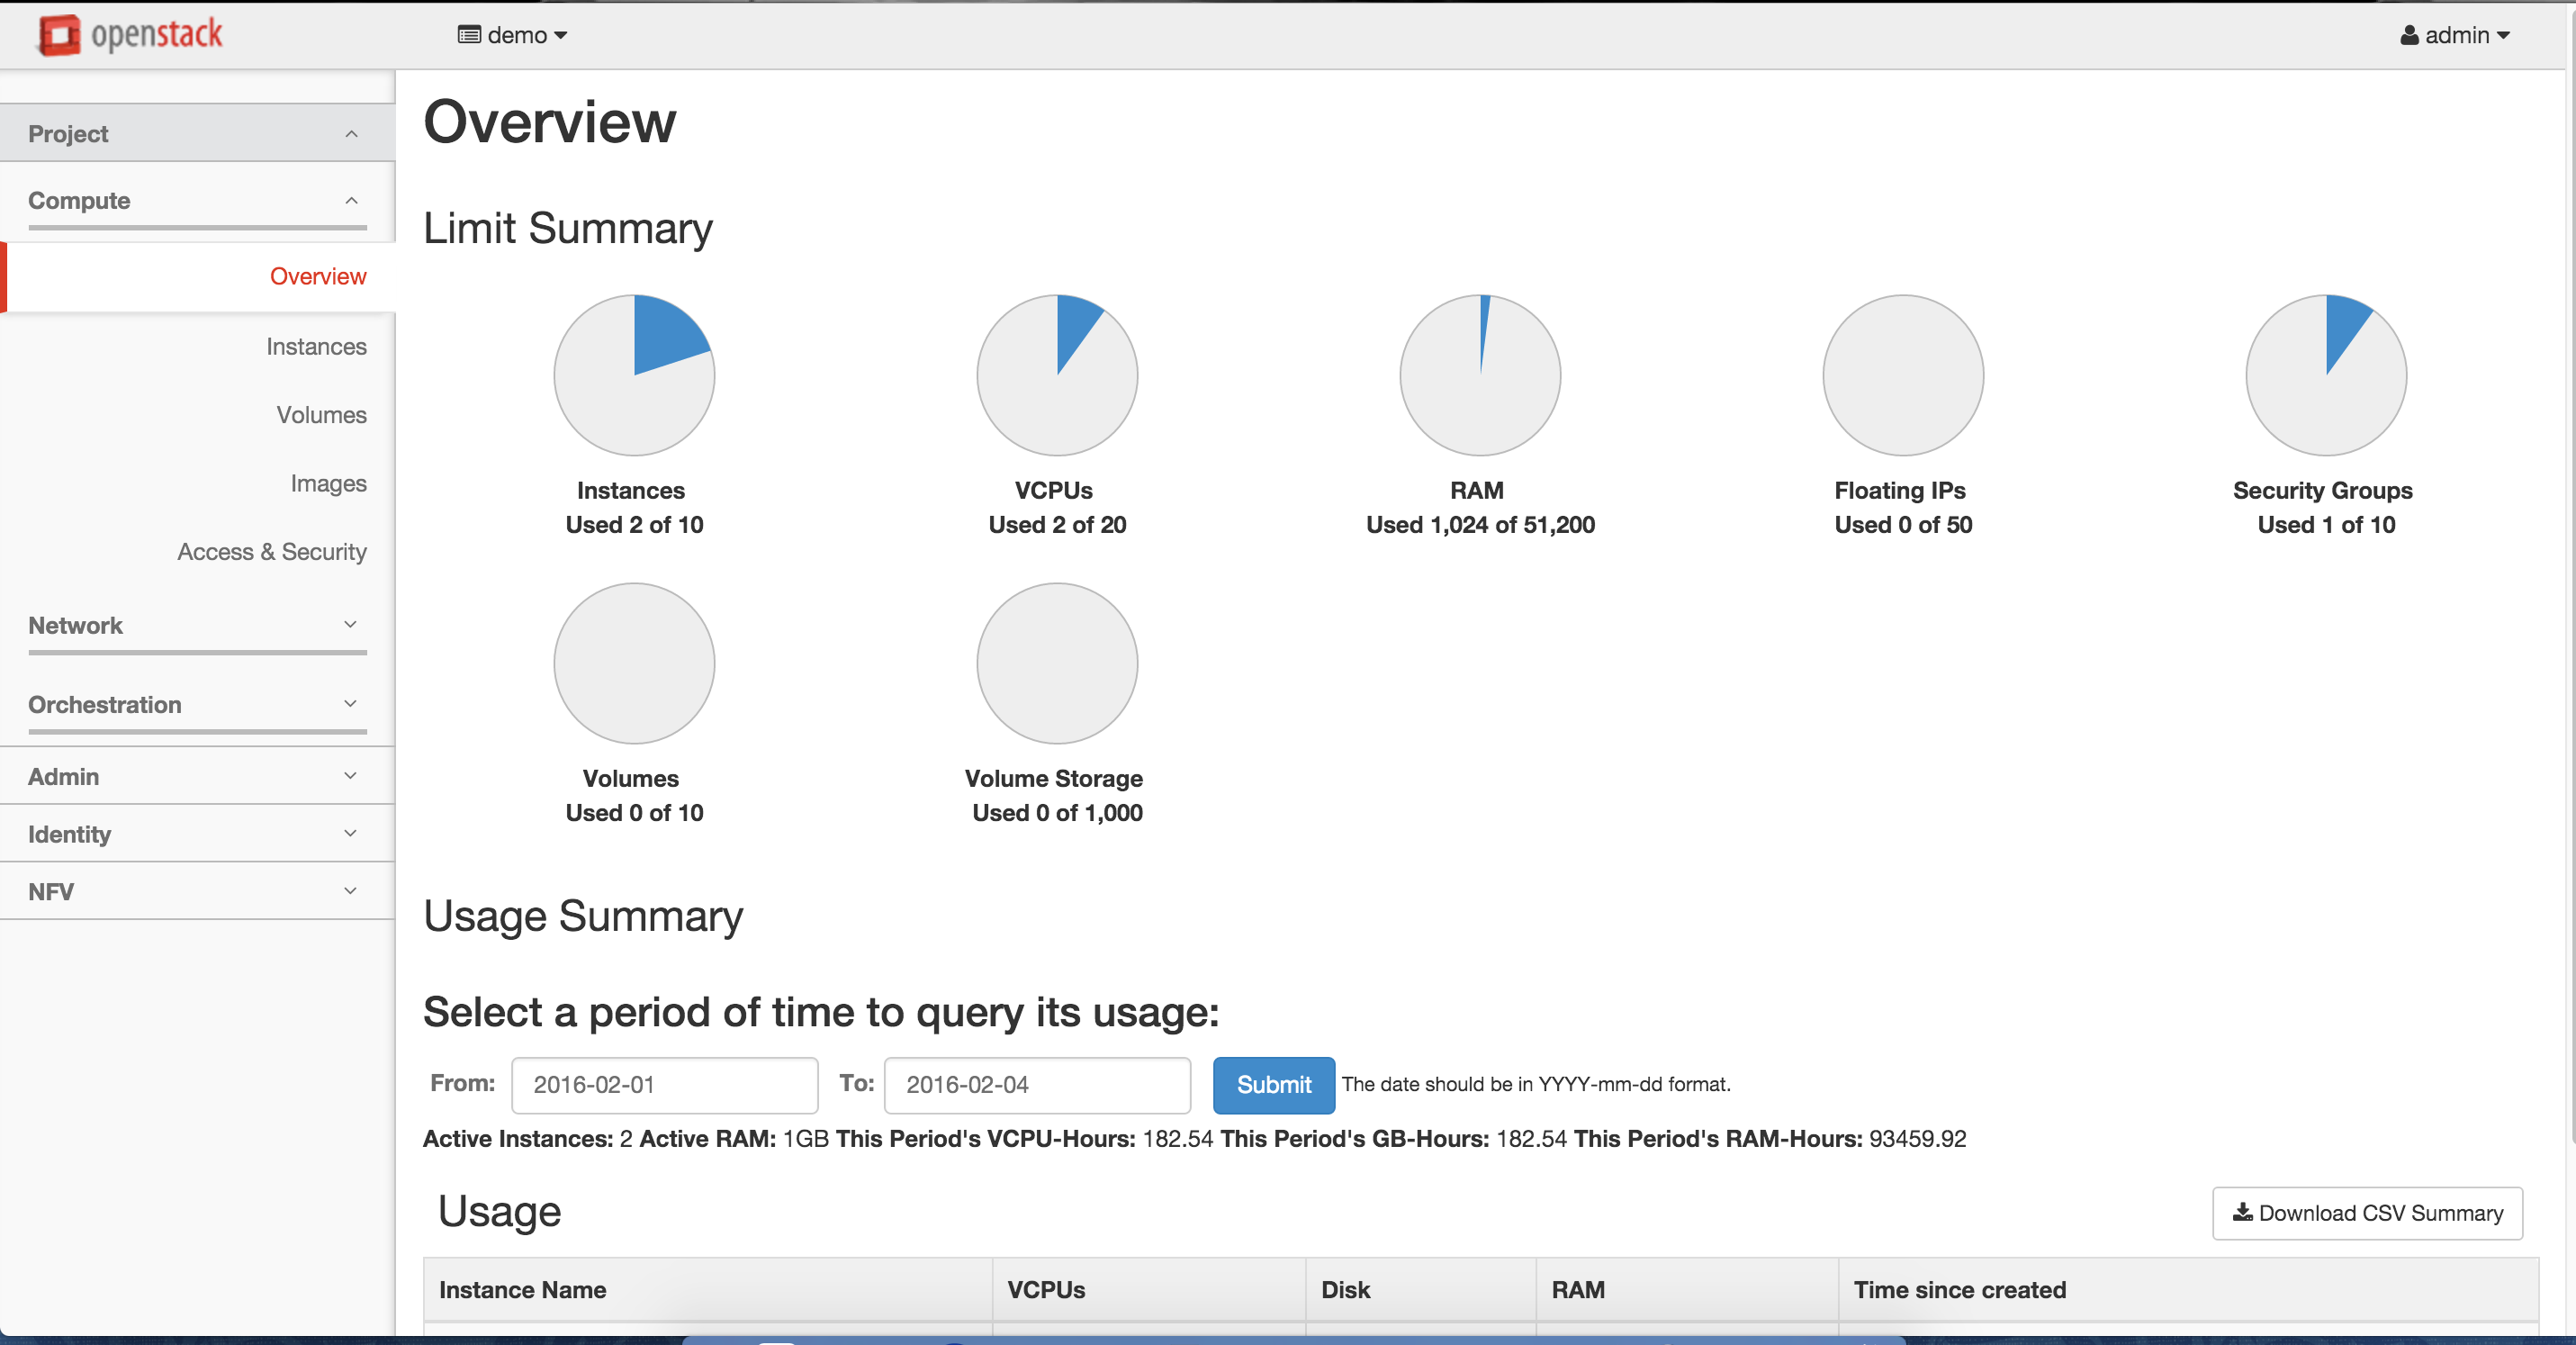 openstack
demo
admin
Project
Compute
Overview
Instances
Volumes
Images
Access & Security
Network
Orchestration
Admin
Identity
NFV
Overview
Limit Summary
Instances
Used 2 of 10
VCPUs
Used 2 of 20
RAM
Used 1,024 of 51,200
Floating IPs
Used 0 of 50
Security Groups
Used 1 of 10
Volumes
Used 0 of 10
Volume Storage
Used 0 of 1,000
Usage Summary
Select a period of time to query its usage:
From: 2016-02-01 To: 2016-02-04 Submit The date should be in YYYY-mm-dd format.
Active Instances: 2 Active RAM: 1GB This Period's VCPU-Hours: 182.54 This Period's GB-Hours: 182.54 This Period's RAM-Hours: 93459.92
Usage
Download CSV Summary
Instance Name VCPUs Disk RAM Time since created